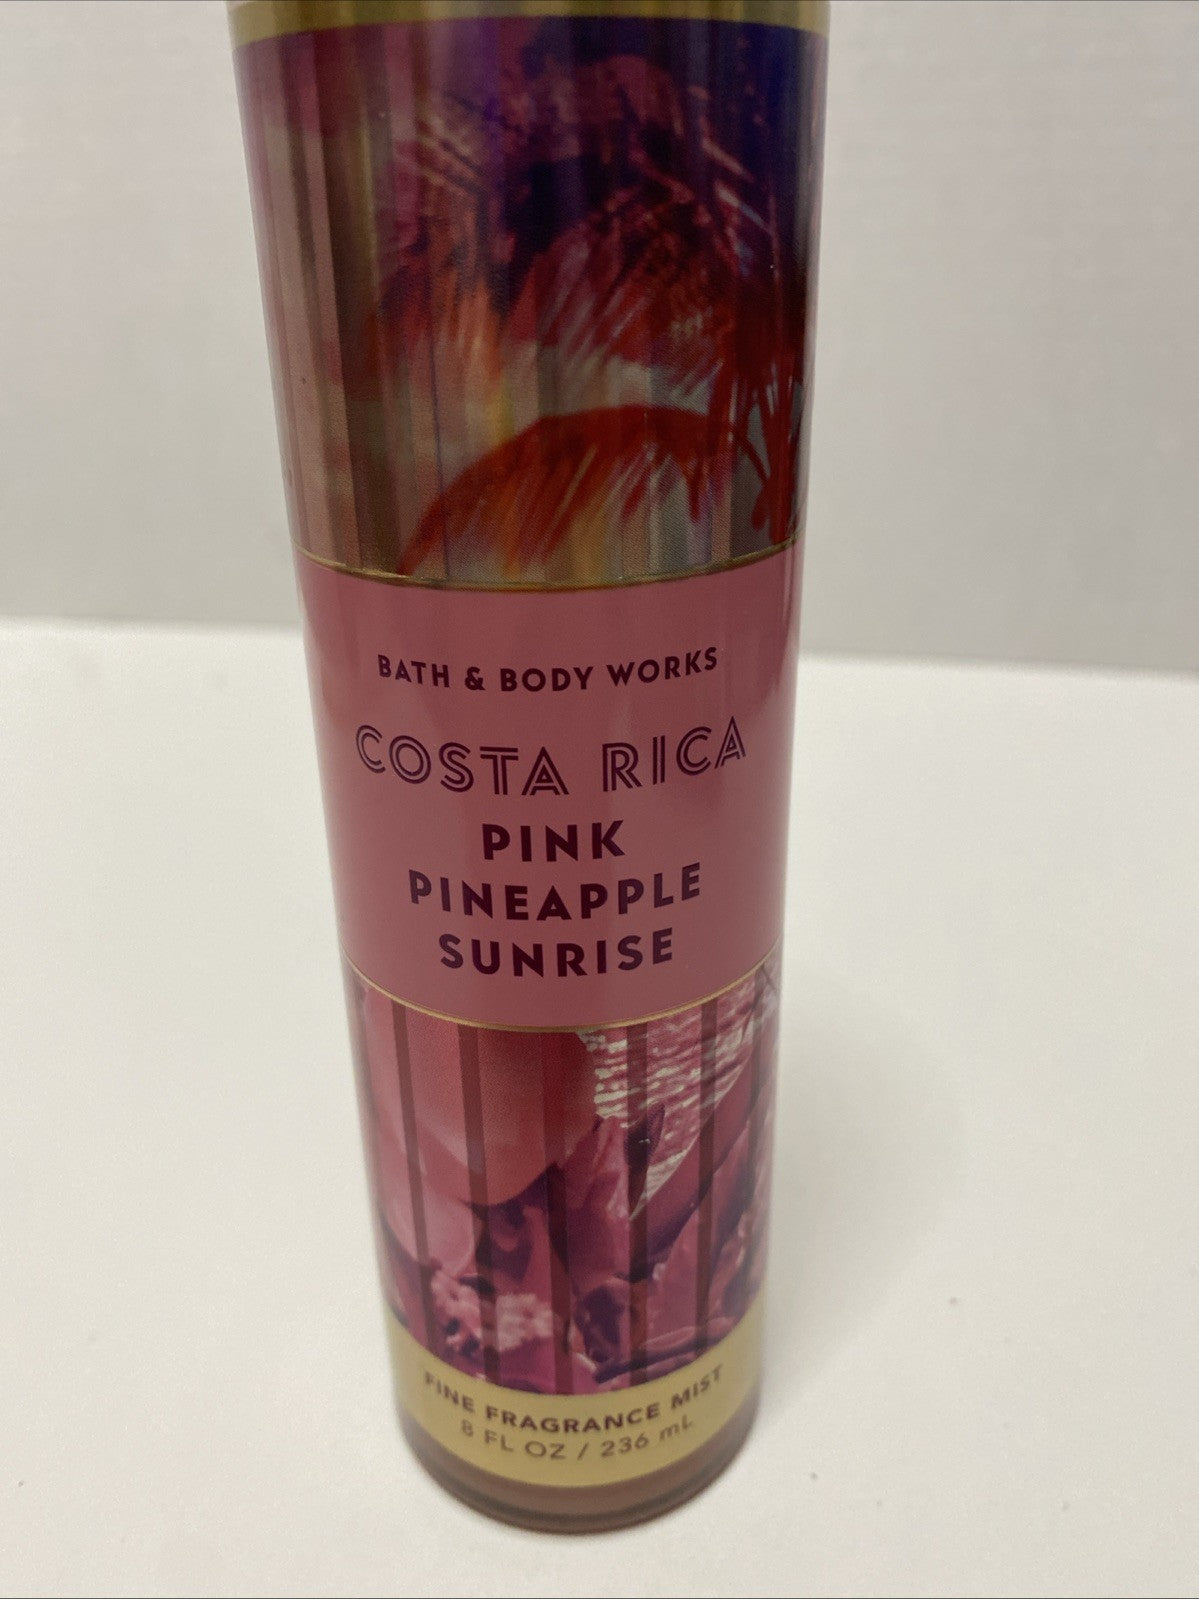 BATH & BODY WORKS
COSTA RICA
PINK
PINEAPPLE
SUNRISE
FINE FRAGRANCE MIST
8 FL OZ / 236 mL